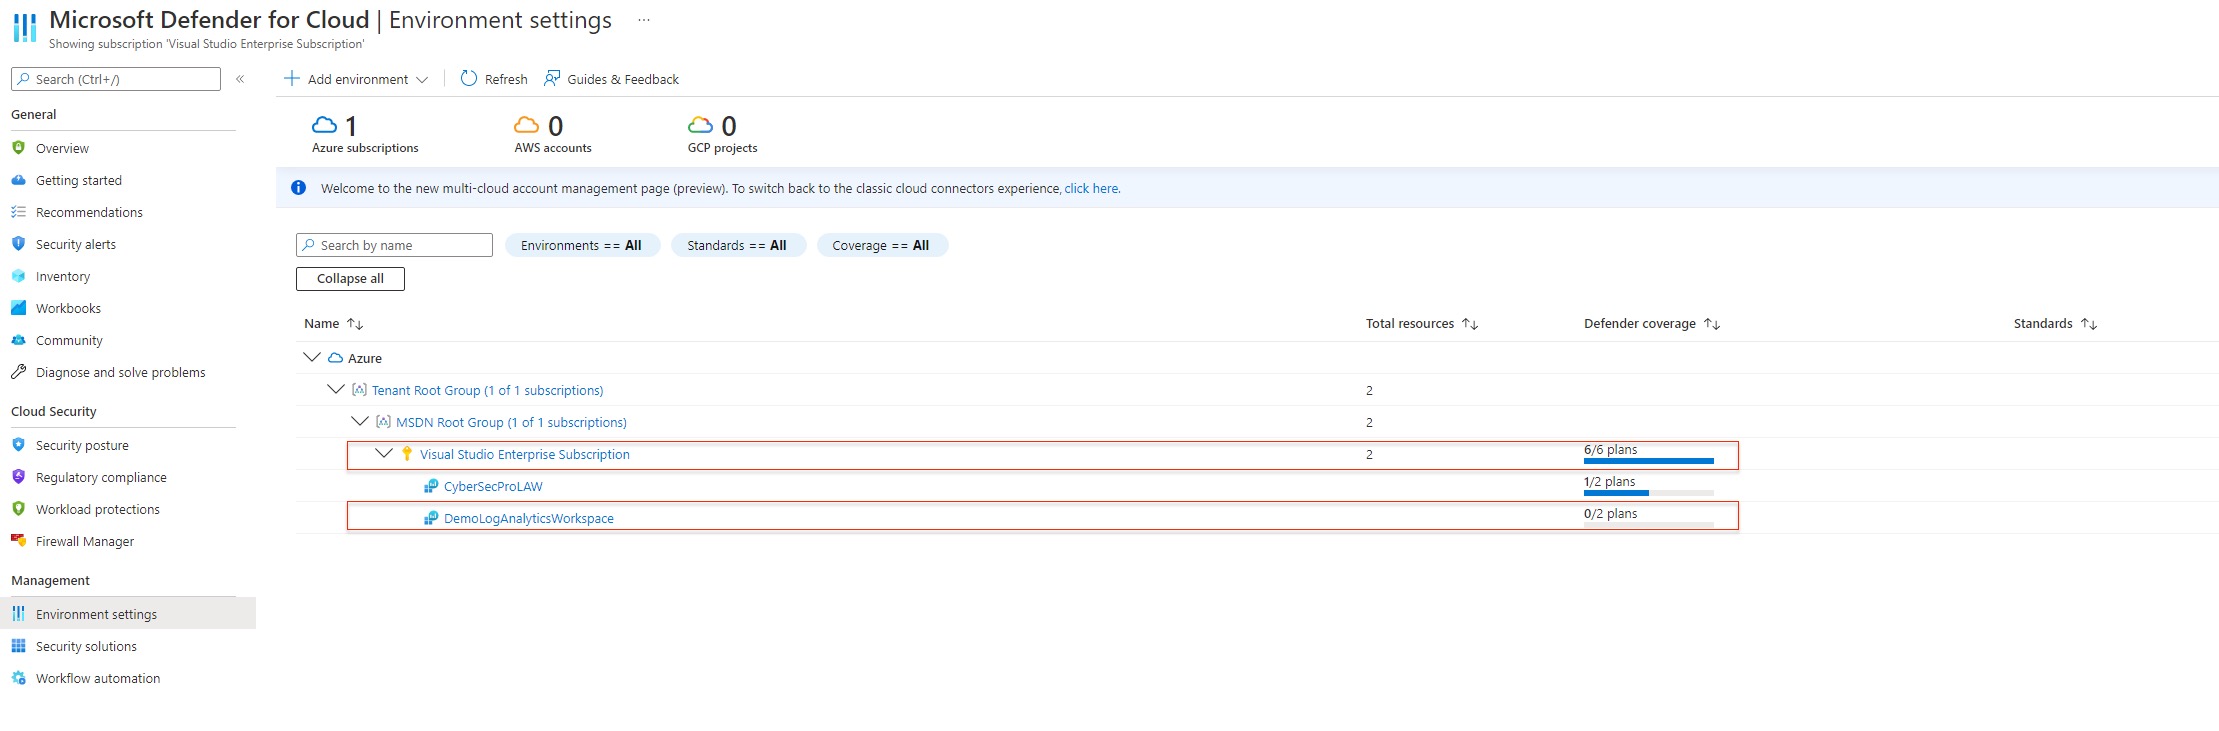 Microsoft Defender for Cloud | Environment settings ...
Showing subscription 'Visual Studio Enterprise Subscription'
Search (Ctrl+/)
«
General
Overview
Getting started
Recommendations
Security alerts
Inventory
Workbooks
Community
Diagnose and solve problems
Cloud Security
Security posture
Regulatory compliance
Workload protections
Firewall Manager
Management
Environment settings
Security solutions
Workflow automation
Add environment Refresh Guides & Feedback
1 0 0
Azure subscriptions AWS accounts GCP projects
Welcome to the new multi-cloud account management page (preview). To switch back to the classic cloud connectors experience, click here.
Search by name Environments == All Standards == All Coverage == All
Collapse all
Name ↑↓ Total resources ↑↓ Defender coverage ↑↓ Standards ↑↓
Azure
Tenant Root Group (1 of 1 subscriptions) 2
MSDN Root Group (1 of 1 subscriptions) 2
Visual Studio Enterprise Subscription 2 6/6 plans
CyberSecProLAW 1/2 plans
DemoLogAnalyticsWorkspace 0/2 plans